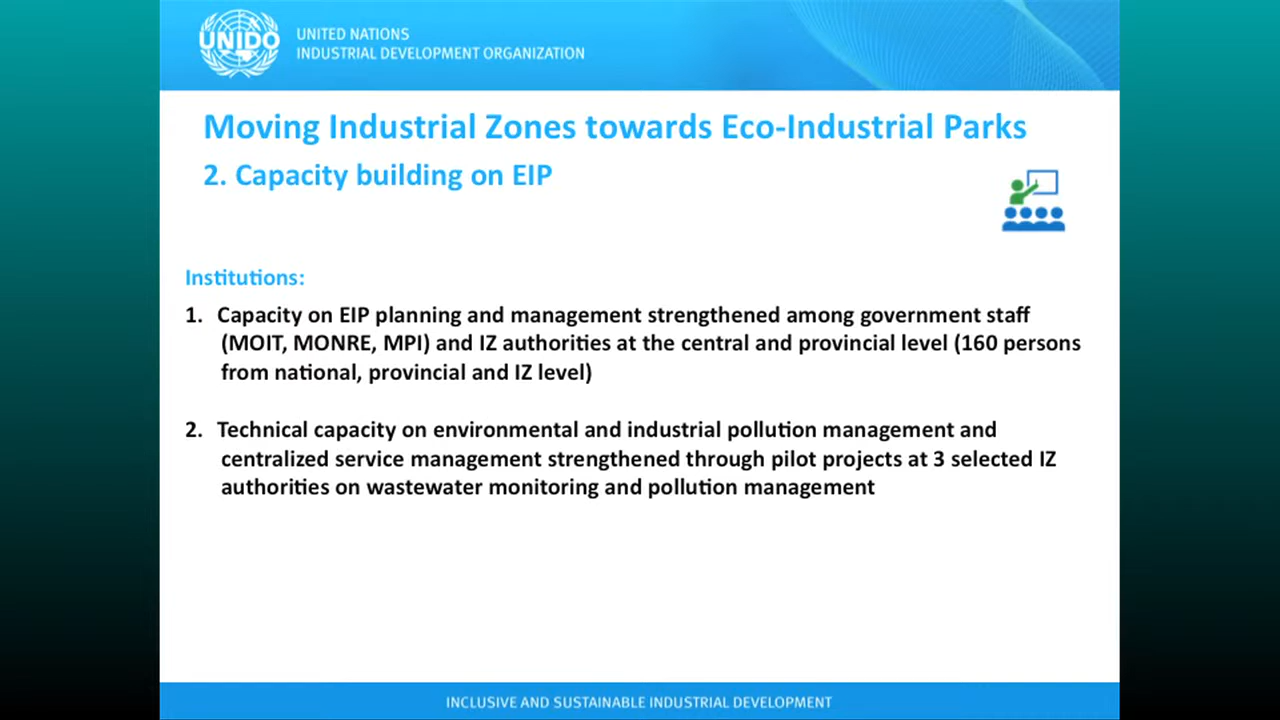 UNIDO
UNITED NATIONS
INDUSTRIAL DEVELOPMENT ORGANIZATION
Moving Industrial Zones towards Eco-Industrial Parks
2. Capacity building on EIP
Institutions:
1. Capacity on EIP planning and management strengthened among government staff
(MOIT, MONRE, MPI) and IZ authorities at the central and provincial level (160 persons
from national, provincial and IZ level)
2. Technical capacity on environmental and industrial pollution management and
centralized service management strengthened through pilot projects at 3 selected IZ
authorities on wastewater monitoring and pollution management
INCLUSIVE AND SUSTAINABLE INDUSTRIAL DEVELOPMENT